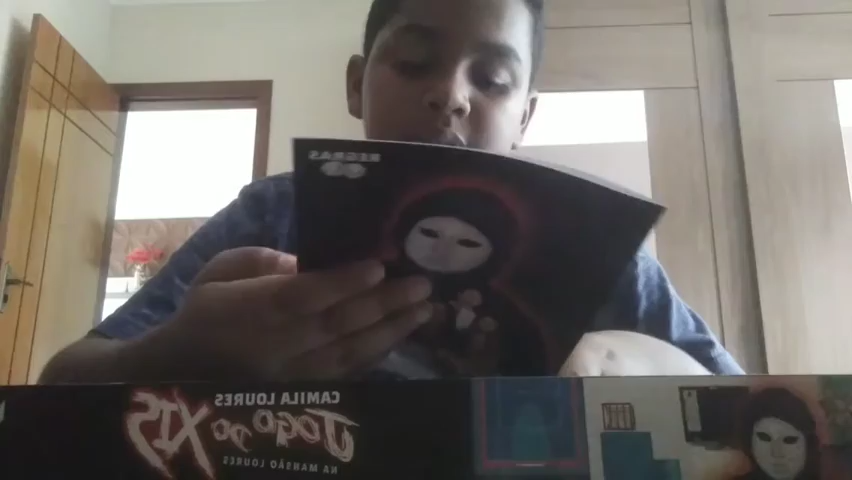 REGRAS
CAMILA LOURES
JOGO DO XIS
NA MANSÃO LOURES